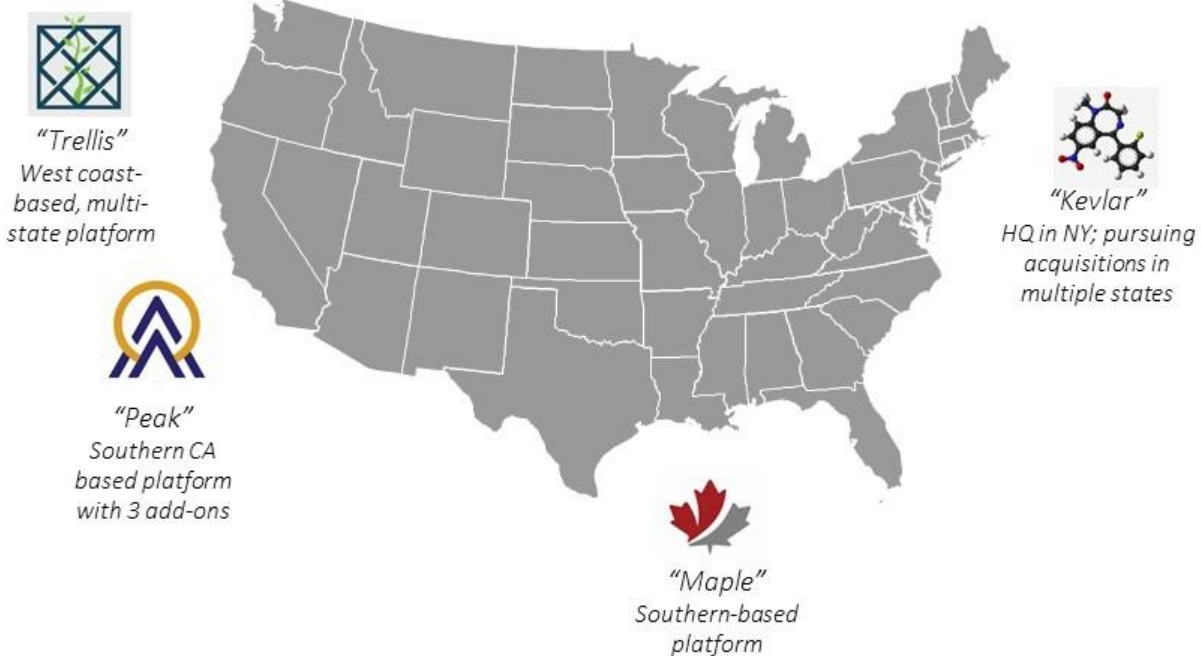 “Trellis”
West coast-
based, multi-
state platform
“Kevlar”
HQ in NY; pursuing
acquisitions in
multiple states
“Peak”
Southern CA
based platform
with 3 add-ons
“Maple”
Southern-based
platform